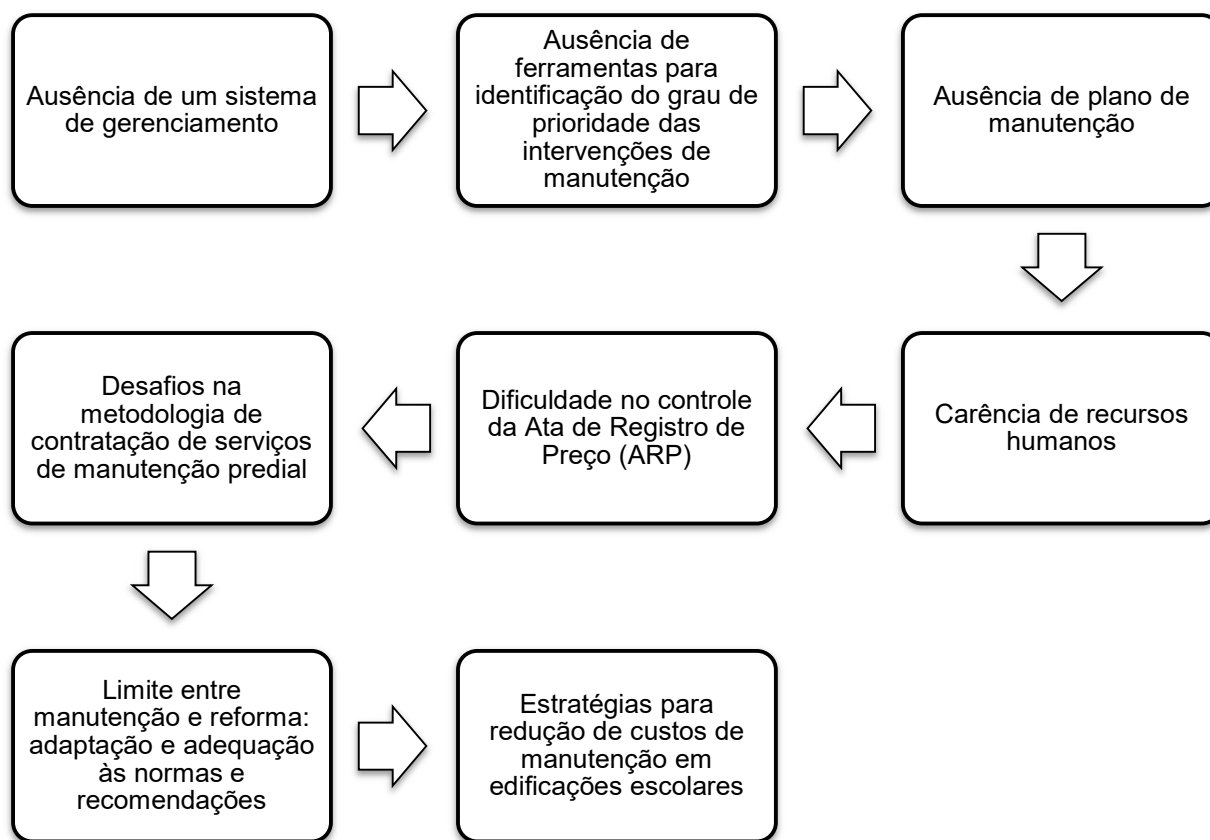 Ausência de um sistema
de gerenciamento
Ausência de
ferramentas para
identificação do grau de
prioridade das
intervenções de
manutenção
Ausência de plano de
manutenção
Carência de recursos
humanos
Dificuldade no controle
da Ata de Registro de
Preço (ARP)
Desafios na
metodologia de
contratação de serviços
de manutenção predial
Limite entre
manutenção e reforma:
adaptação e adequação
às normas e
recomendações
Estratégias para
redução de custos de
manutenção em
edificações escolares